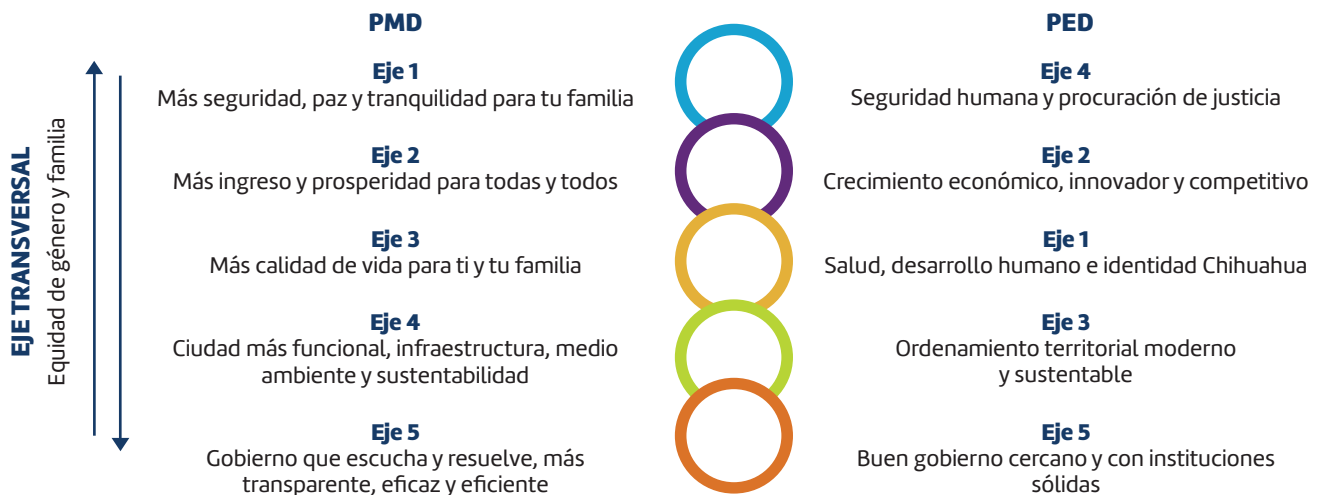 EJE TRANSVERSAL
Equidad de género y familia
PMD
Eje 1
Más seguridad, paz y tranquilidad para tu familia
Eje 2
Más ingreso y prosperidad para todas y todos
Eje 3
Más calidad de vida para ti y tu familia
Eje 4
Ciudad más funcional, infraestructura, medio
ambiente y sustentabilidad
Eje 5
Gobierno que escucha y resuelve, más
transparente, eficaz y eficiente
PED
Eje 4
Seguridad humana y procuración de justicia
Eje 2
Crecimiento económico, innovador y competitivo
Eje 1
Salud, desarrollo humano e identidad Chihuahua
Eje 3
Ordenamiento territorial moderno
y sustentable
Eje 5
Buen gobierno cercano y con instituciones
sólidas